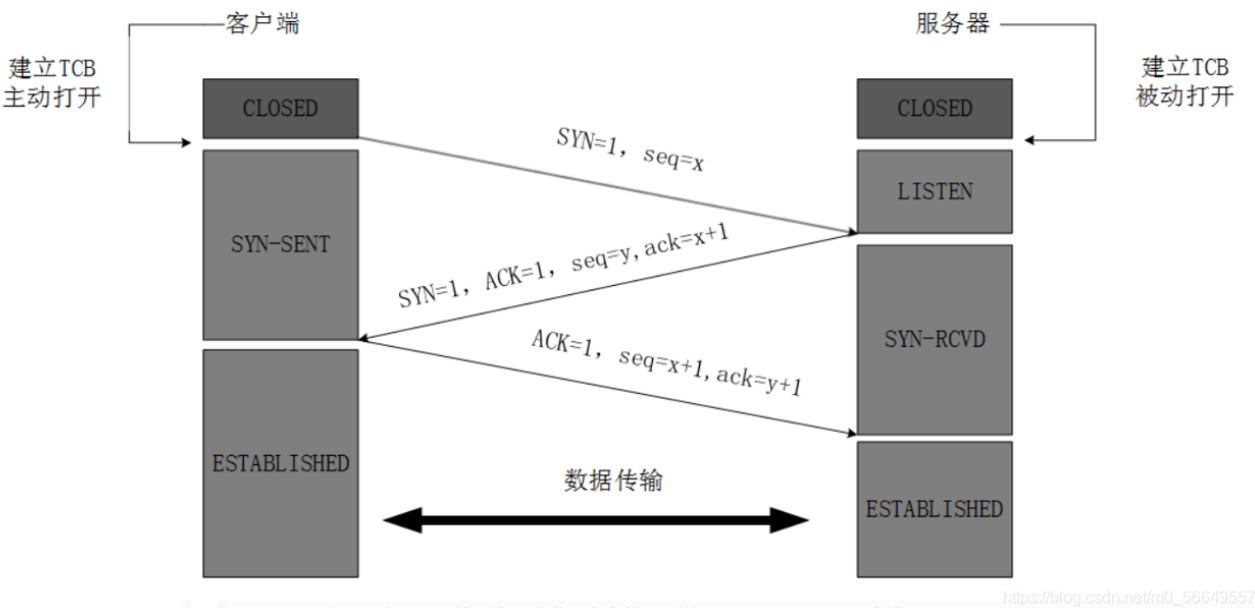 客户端
服务器
建立TCB
主动打开
建立TCB
被动打开
CLOSED
CLOSED
SYN=1, seq=x
LISTEN
SYN-SENT
SYN=1, ACK=1, seq=y,ack=x+1
SYN-RCVD
ACK=1, seq=x+1,ack=y+1
ESTABLISHED
数据传输
ESTABLISHED
https://blog.csdn.net/m0_56649557